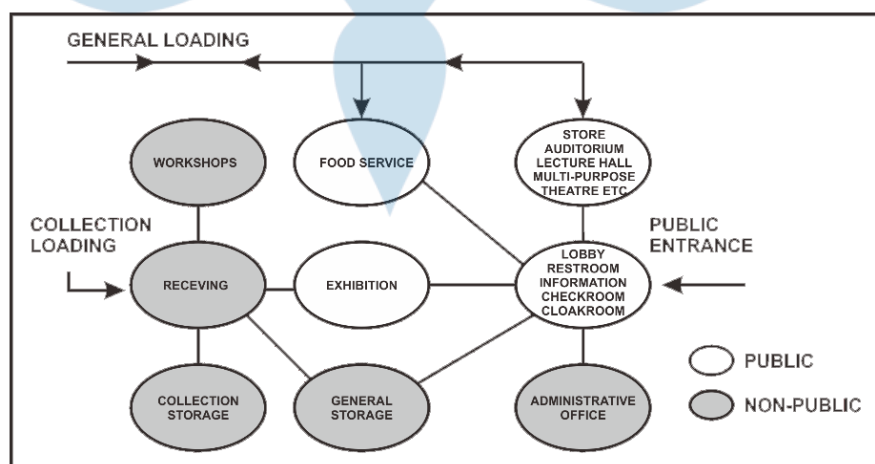 GENERAL LOADING
WORKSHOPS
FOOD SERVICE
STORE
AUDITORIUM
LECTURE HALL
MULTI-PURPOSE
THEATRE ETC
COLLECTION
LOADING
PUBLIC
ENTRANCE
RECEVING
EXHIBITION
LOBBY
RESTROOM
INFORMATION
CHECKROOM
CLOAKROOM
COLLECTION
STORAGE
GENERAL
STORAGE
ADMINISTRATIVE
OFFICE
PUBLIC
NON-PUBLIC